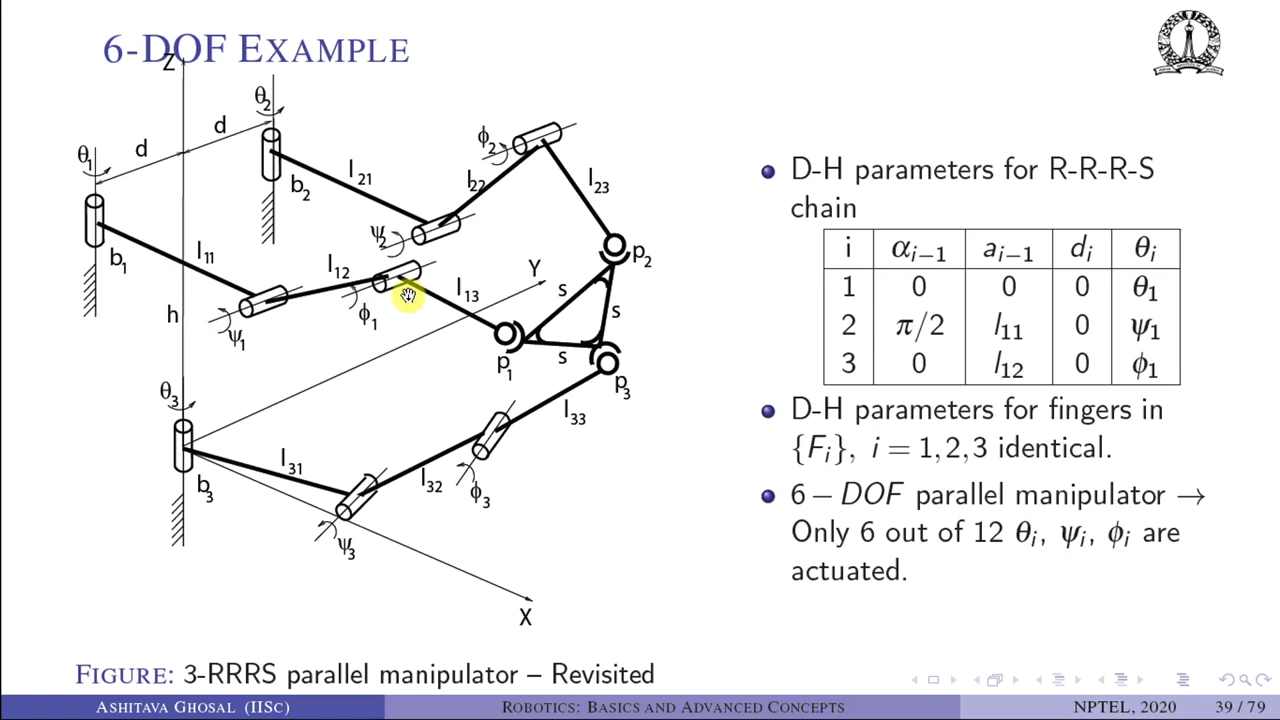 6-DOF EXAMPLE
Z
θ2
d
d
θ1
l21
b2
l22
ϕ2
l23
ψ2
p2
b1
l11
l12
Y
l13
s
s
ϕ1
h
ψ1
s
p1
p3
θ3
l33
l31
b3
l32
ϕ3
ψ3
X
D-H parameters for R-R-R-S
chain
i αi−1 ai−1 di θi
1 0 0 0 θ1
2 π/2 l11 0 ψ1
3 0 l12 0 ϕ1
D-H parameters for fingers in
{Fi}, i = 1,2,3 identical.
6 − DOF parallel manipulator →
Only 6 out of 12 θi, ψi, ϕi are
actuated.
FIGURE: 3-RRRS parallel manipulator – Revisited
ASHITAVA GHOSAL (IISC) ROBOTICS: BASICS AND ADVANCED CONCEPTS NPTEL, 2020 39 / 79